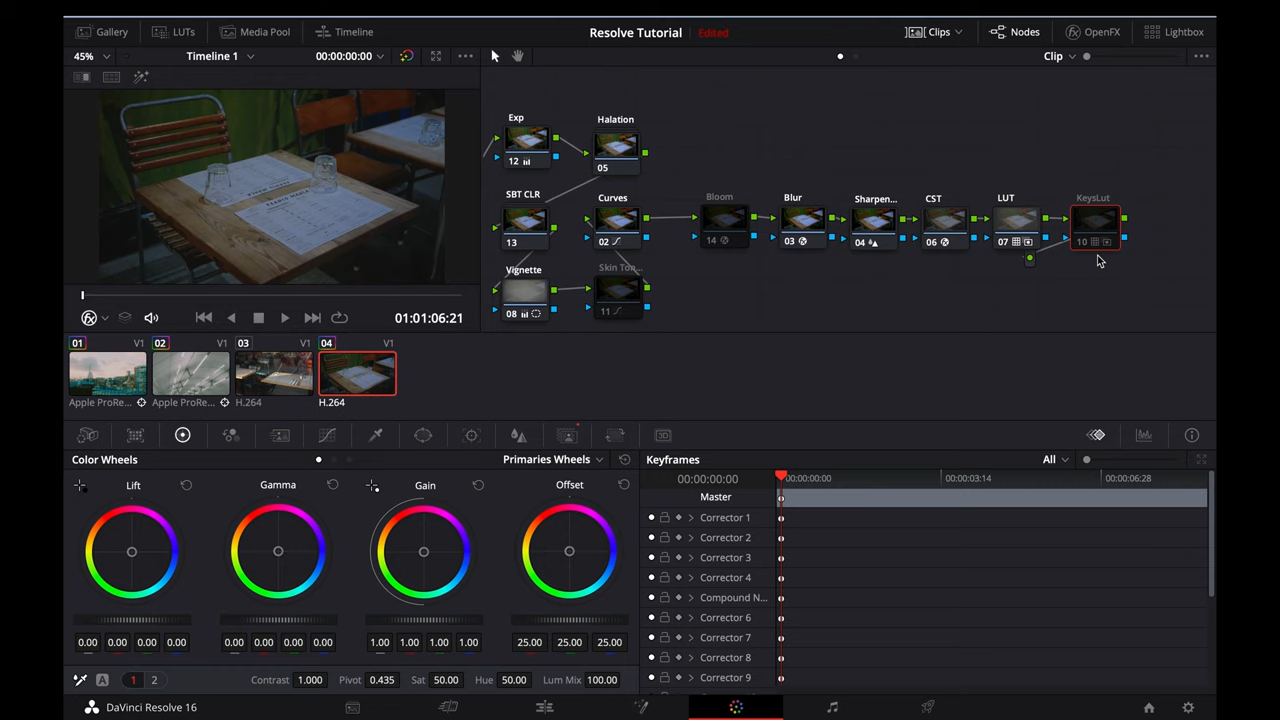 Gallery LUTs Media Pool Timeline Resolve Tutorial Edited Clips Nodes OpenFX Lightbox
45% Timeline 1 00:00:00:00 Clip
Exp Halation
12 05
SBT CLR Curves Bloom Blur Sharpen... CST LUT KeysLut
13 02 14 03 04 06 07 10
Vignette Skin Ton...
08 11
01:01:06:21
01 V1 02 V1 03 V1 04 V1
Apple ProRe... Apple ProRe... H.264 H.264
Color Wheels Primaries Wheels Keyframes All
Lift Gamma Gain Offset
00:00:00:00 00:00:00:00 00:00:03:14 00:00:06:28
Master
Corrector 1
Corrector 2
Corrector 3
Corrector 4
Compound N...
Corrector 6
Corrector 7
Corrector 8
Corrector 9
0.00 0.00 0.00 0.00 0.00 0.00 0.00 0.00 1.00 1.00 1.00 1.00 25.00 25.00 25.00
A 1 2 Contrast 1.000 Pivot 0.435 Sat 50.00 Hue 50.00 Lum Mix 100.00
DaVinci Resolve 16